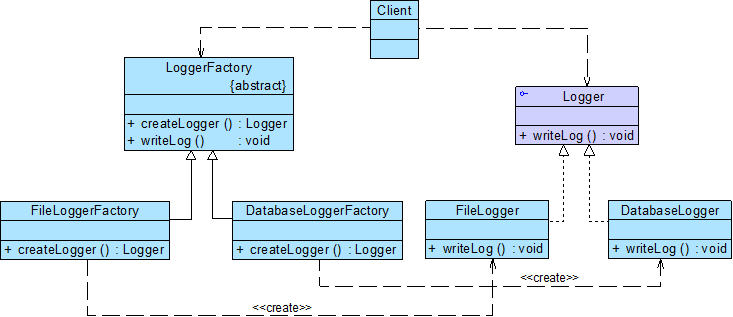 Client
LoggerFactory
{abstract}
+ createLogger () : Logger
+ writeLog () : void
Logger
+ writeLog () : void
FileLoggerFactory
+ createLogger () : Logger
DatabaseLoggerFactory
+ createLogger () : Logger
FileLogger
+ writeLog () : void
DatabaseLogger
+ writeLog () : void
<<create>>
<<create>>